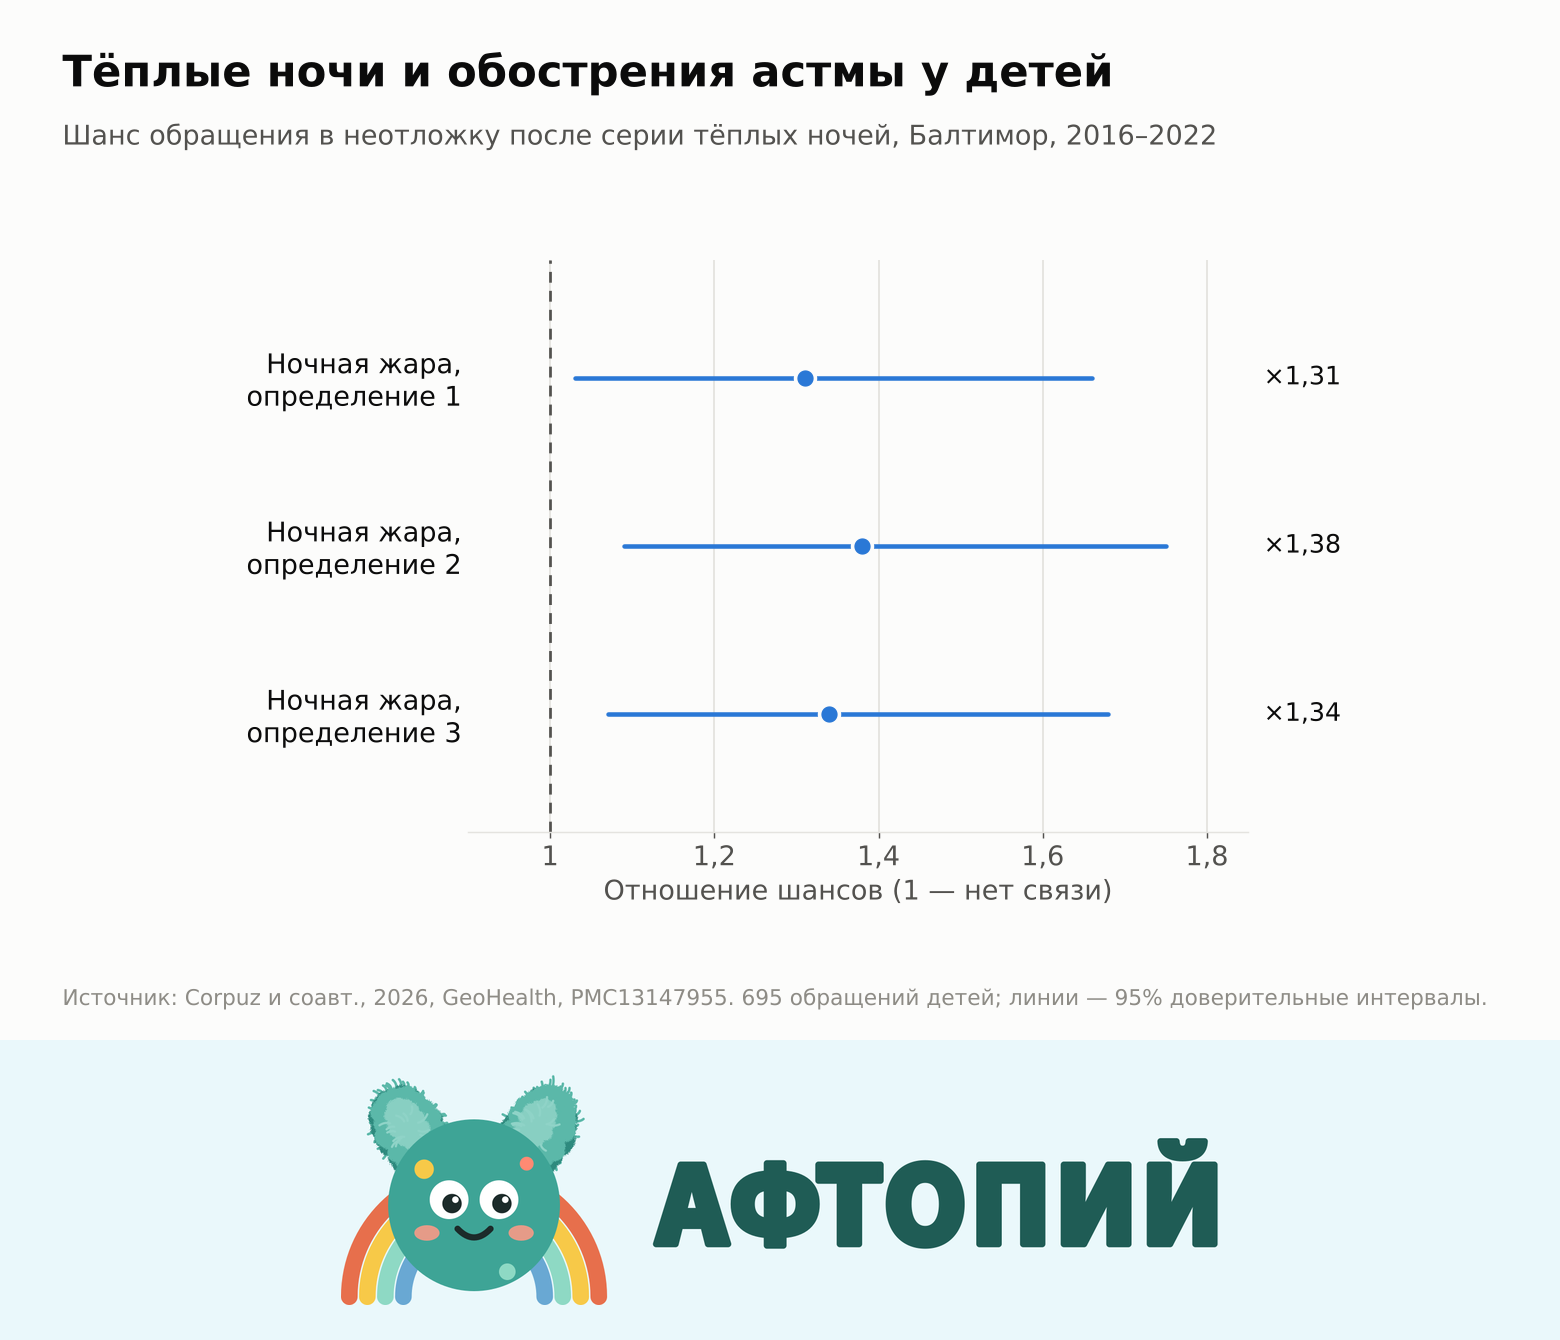 Тёплые ночи и обострения астмы у детей
Шанс обращения в неотложку после серии тёплых ночей, Балтимор, 2016–2022
Ночная жара,
определение 1
×1,31
Ночная жара,
определение 2
×1,38
Ночная жара,
определение 3
×1,34
1 1,2 1,4 1,6 1,8
Отношение шансов (1 — нет связи)
Источник: Corpuz и соавт., 2026, GeoHealth, PMC13147955. 695 обращений детей; линии — 95% доверительные интервалы.
АФТОПИЙ